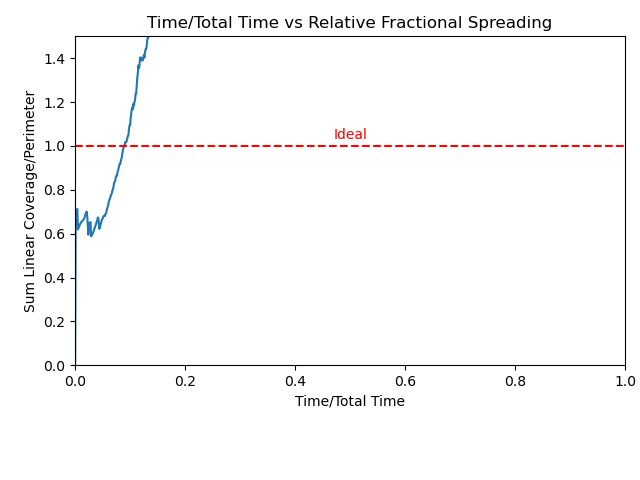 Time/Total Time vs Relative Fractional Spreading
1.4
1.2
1.0
0.8
0.6
0.4
0.2
0.0
Sum Linear Coverage/Perimeter
Ideal
0.0 0.2 0.4 0.6 0.8 1.0
Time/Total Time